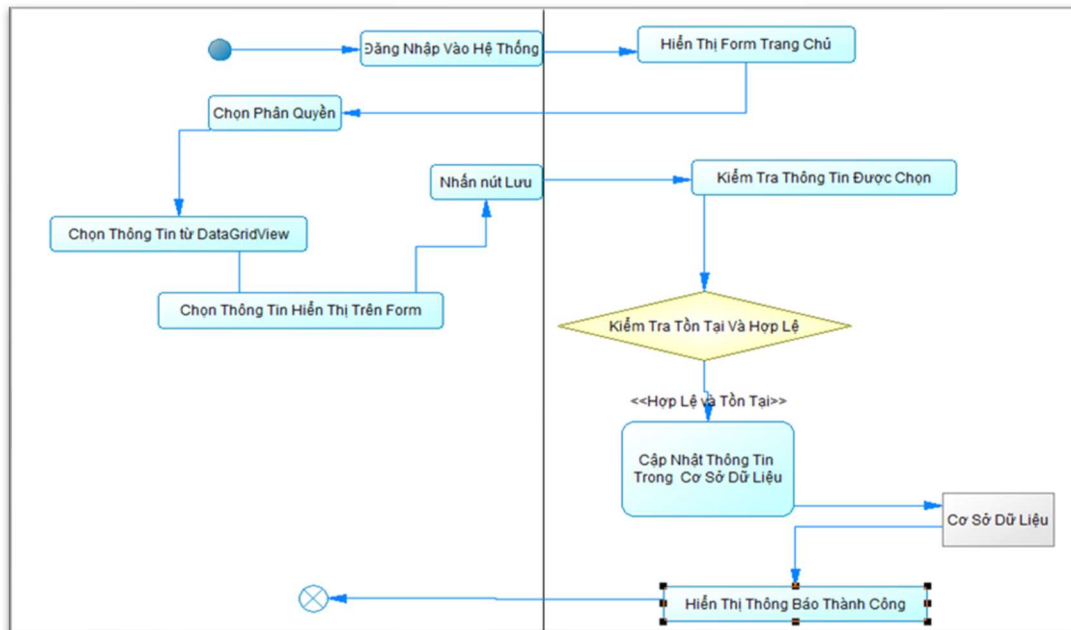 Đăng Nhập Vào Hệ Thống
Hiển Thị Form Trang Chủ
Chọn Phân Quyền
Nhấn nút Lưu
Kiểm Tra Thông Tin Được Chọn
Chọn Thông Tin từ DataGridView
Chọn Thông Tin Hiển Thị Trên Form
Kiểm Tra Tồn Tại Và Hợp Lệ
<<Hợp Lệ và Tồn Tại>>
Cập Nhật Thông Tin
Trong Cơ Sở Dữ Liệu
Cơ Sở Dữ Liệu
Hiển Thị Thông Báo Thành Công